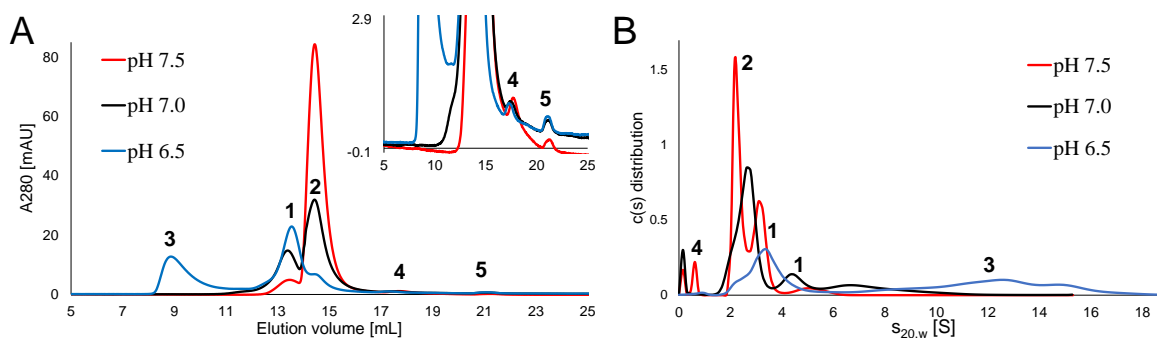 A
80
60
40
20
0
A280 [mAU]
pH 7.5
pH 7.0
pH 6.5
3
1
2
4
5
5 7 9 11 13 15 17 19 21 23 25
Elution volume [mL]
2.9
-0.1
4
5
5 10 15 20 25
B
1.5
1
0.5
0
c(s) distribution
pH 7.5
pH 7.0
pH 6.5
4
2
1
1
3
0 2 4 6 8 10 12 14 16 18
s20,w [S]